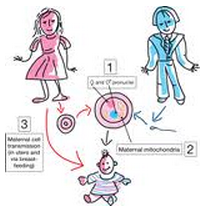 1
♀ and ♂ pronuclei
3
Maternal cell
transmission
(in utero and
via breast-
feeding)
Maternal mitochondria
2